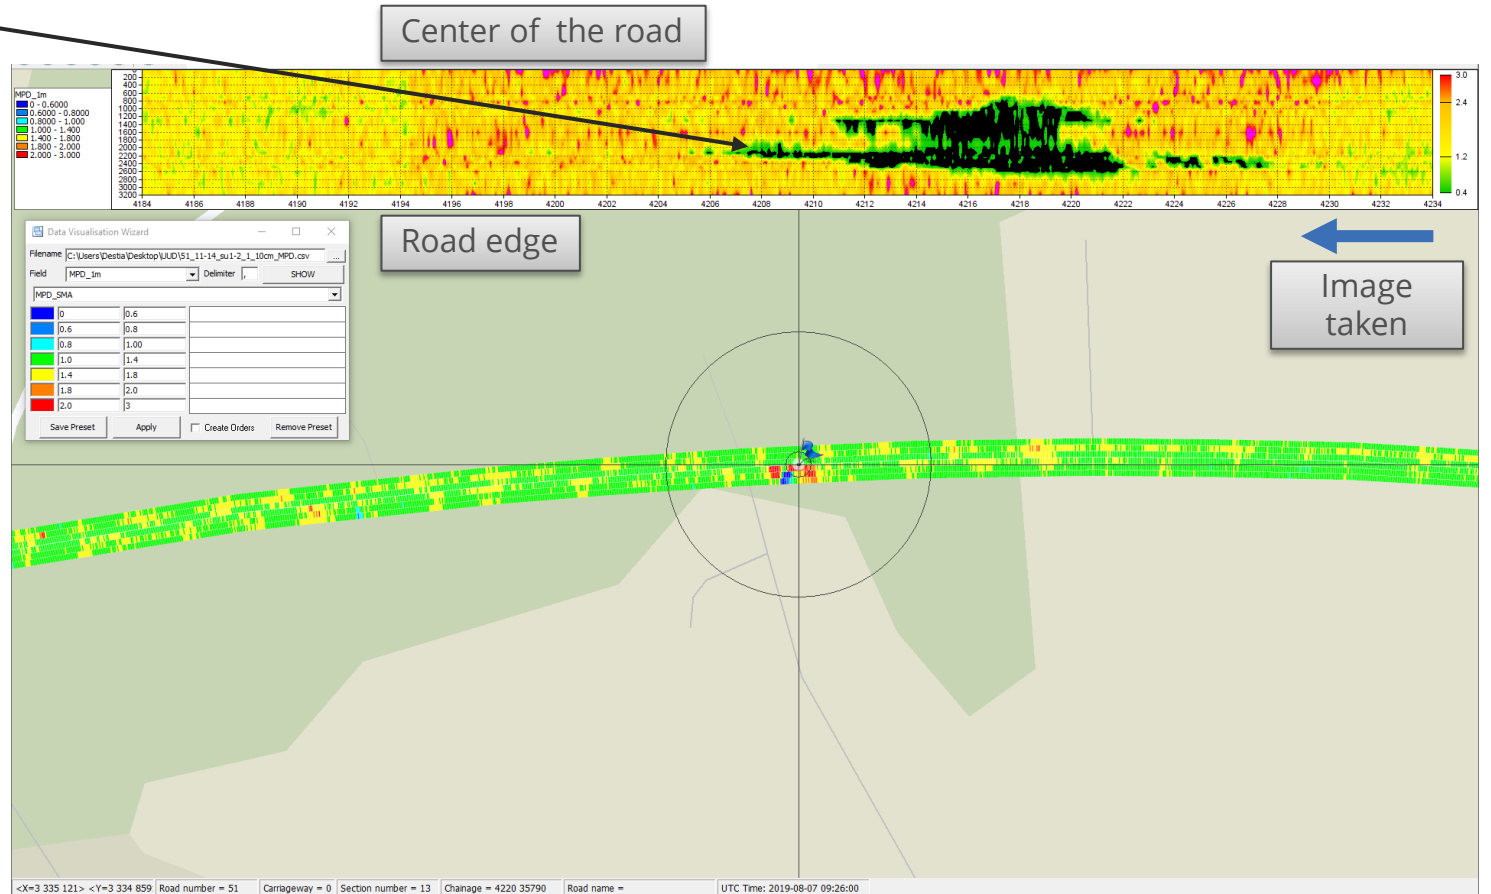 Center of the road
MPD_1m
0 - 0.6000
0.6000 - 0.8000
0.8000 - 1.000
1.000 - 1.400
1.400 - 1.800
1.800 - 2.000
2.000 - 3.000
200
400
600
800
1000
1200
1400
1600
1800
2000
2200
2400
2600
2800
3000
3200
4184 4186 4188 4190 4192 4194 4196 4198 4200 4202 4204 4206 4208 4210 4212 4214 4216 4218 4220 4222 4224 4226 4228 4230 4232 4234
3.0
2.4
1.2
0.4
Road edge
Image
taken
Data Visualisation Wizard
Filename C:\Users\Destia\Desktop\UUD\51_11-14_su1-2_1_10cm_MPD.csv ...
Field MPD_1m Delimiter , SHOW
MPD_SMA
0 0.6
0.6 0.8
0.8 1.00
1.0 1.4
1.4 1.8
1.8 2.0
2.0 3
Save Preset Apply Create Orders Remove Preset
<X=3 335 121> <Y=3 334 859 Road number = 51 Carriageway = 0 Section number = 13 Chainage = 4220 35790 Road name = UTC Time: 2019-08-07 09:26:00